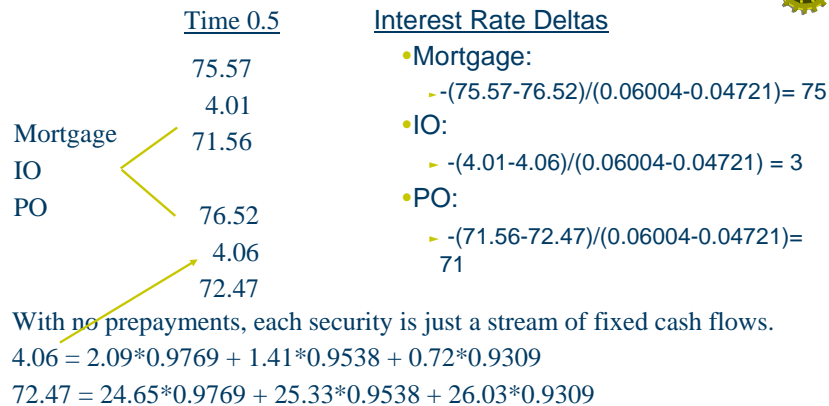 Time 0.5
75.57
4.01
71.56
Mortgage
IO
PO
76.52
4.06
72.47
Interest Rate Deltas
•Mortgage:
► -(75.57-76.52)/(0.06004-0.04721)= 75
•IO:
► -(4.01-4.06)/(0.06004-0.04721) = 3
•PO:
► -(71.56-72.47)/(0.06004-0.04721)=
71
With no prepayments, each security is just a stream of fixed cash flows.
4.06 = 2.09*0.9769 + 1.41*0.9538 + 0.72*0.9309
72.47 = 24.65*0.9769 + 25.33*0.9538 + 26.03*0.9309